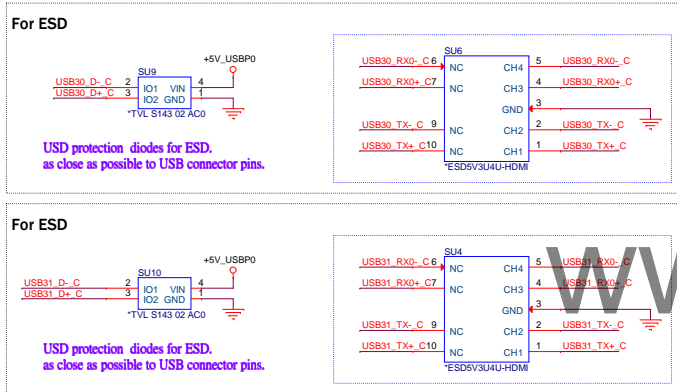 For ESD
SU9
+5V_USBP0
USB30_D-_C 2 IO1 VIN 4
USB30_D+_C 3 IO2 GND 1
*TVL S143 02 AC0
USD protection diodes for ESD.
as close as possible to USB connector pins.
SU6
USB30_RX0-_C 6 NC CH4 5 USB30_RX0-_C
USB30_RX0+_C 7 NC CH3 4 USB30_RX0+_C
GND 3
USB30_TX-_C 9 NC CH2 2 USB30_TX-_C
USB30_TX+_C 10 NC CH1 1 USB30_TX+_C
*ESD5V3U4U-HDMI
For ESD
SU10
+5V_USBP0
USB31_D-_C 2 IO1 VIN 4
USB31_D+_C 3 IO2 GND 1
*TVL S143 02 AC0
USD protection diodes for ESD.
as close as possible to USB connector pins.
SU4
USB31_RX0-_C 6 NC CH4 5 USB31_RX0-_C
USB31_RX0+_C 7 NC CH3 4 USB31_RX0+_C
GND 3
USB31_TX-_C 9 NC CH2 2 USB31_TX-_C
USB31_TX+_C 10 NC CH1 1 USB31_TX+_C
*ESD5V3U4U-HDMI